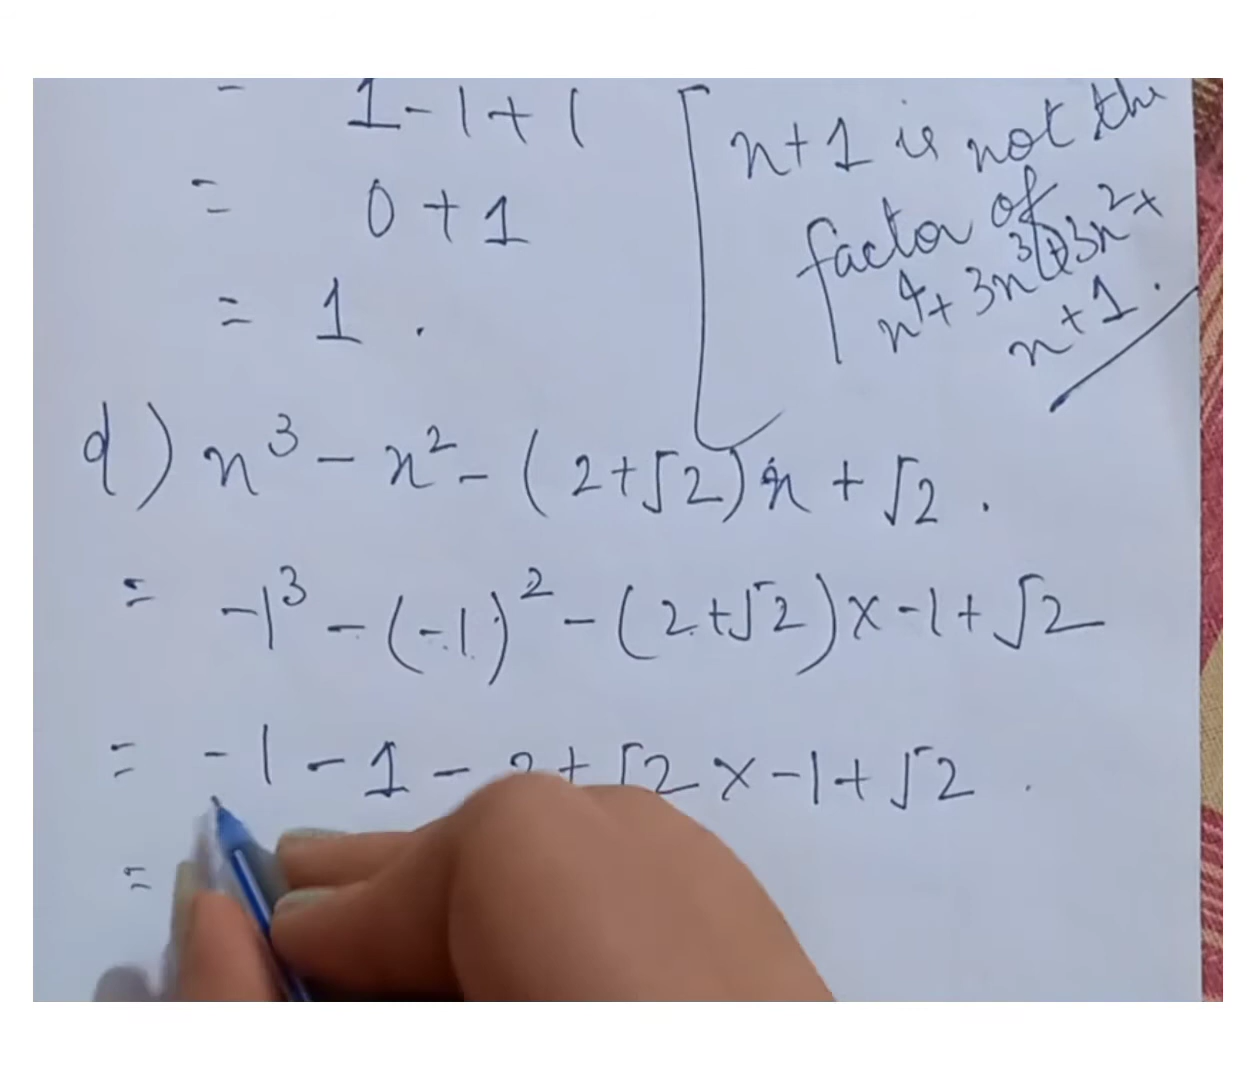 = 1-1+1
= 0+1
= 1.
x+1 is not the
factor of
x⁴+3x³+3x²+
x+1.
d) x³-x²-(2+√2)x+√2.
= -1³-(-1)²-(2+√2)×-1+√2
= -1-1-2+√2×-1+√2.
=